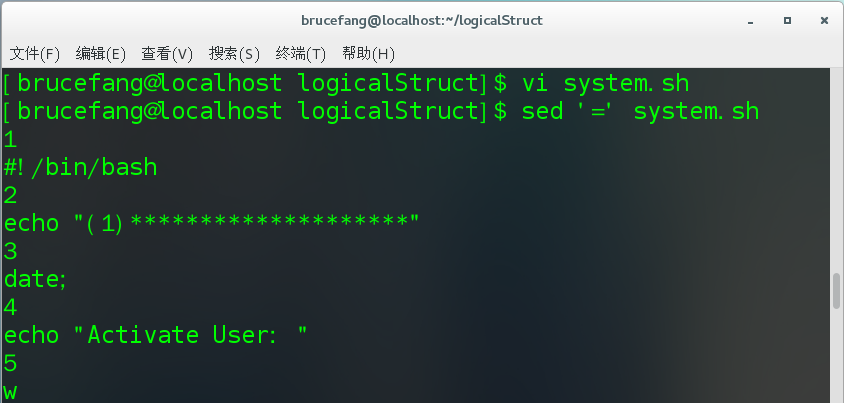 brucefang@localhost:~/logicalStruct
文件(F) 编辑(E) 查看(V) 搜索(S) 终端(T) 帮助(H)
[brucefang@localhost logicalStruct]$ vi system.sh
[brucefang@localhost logicalStruct]$ sed '=' system.sh
1
#!/bin/bash
2
echo "(1)********************"
3
date;
4
echo "Activate User: "
5
w